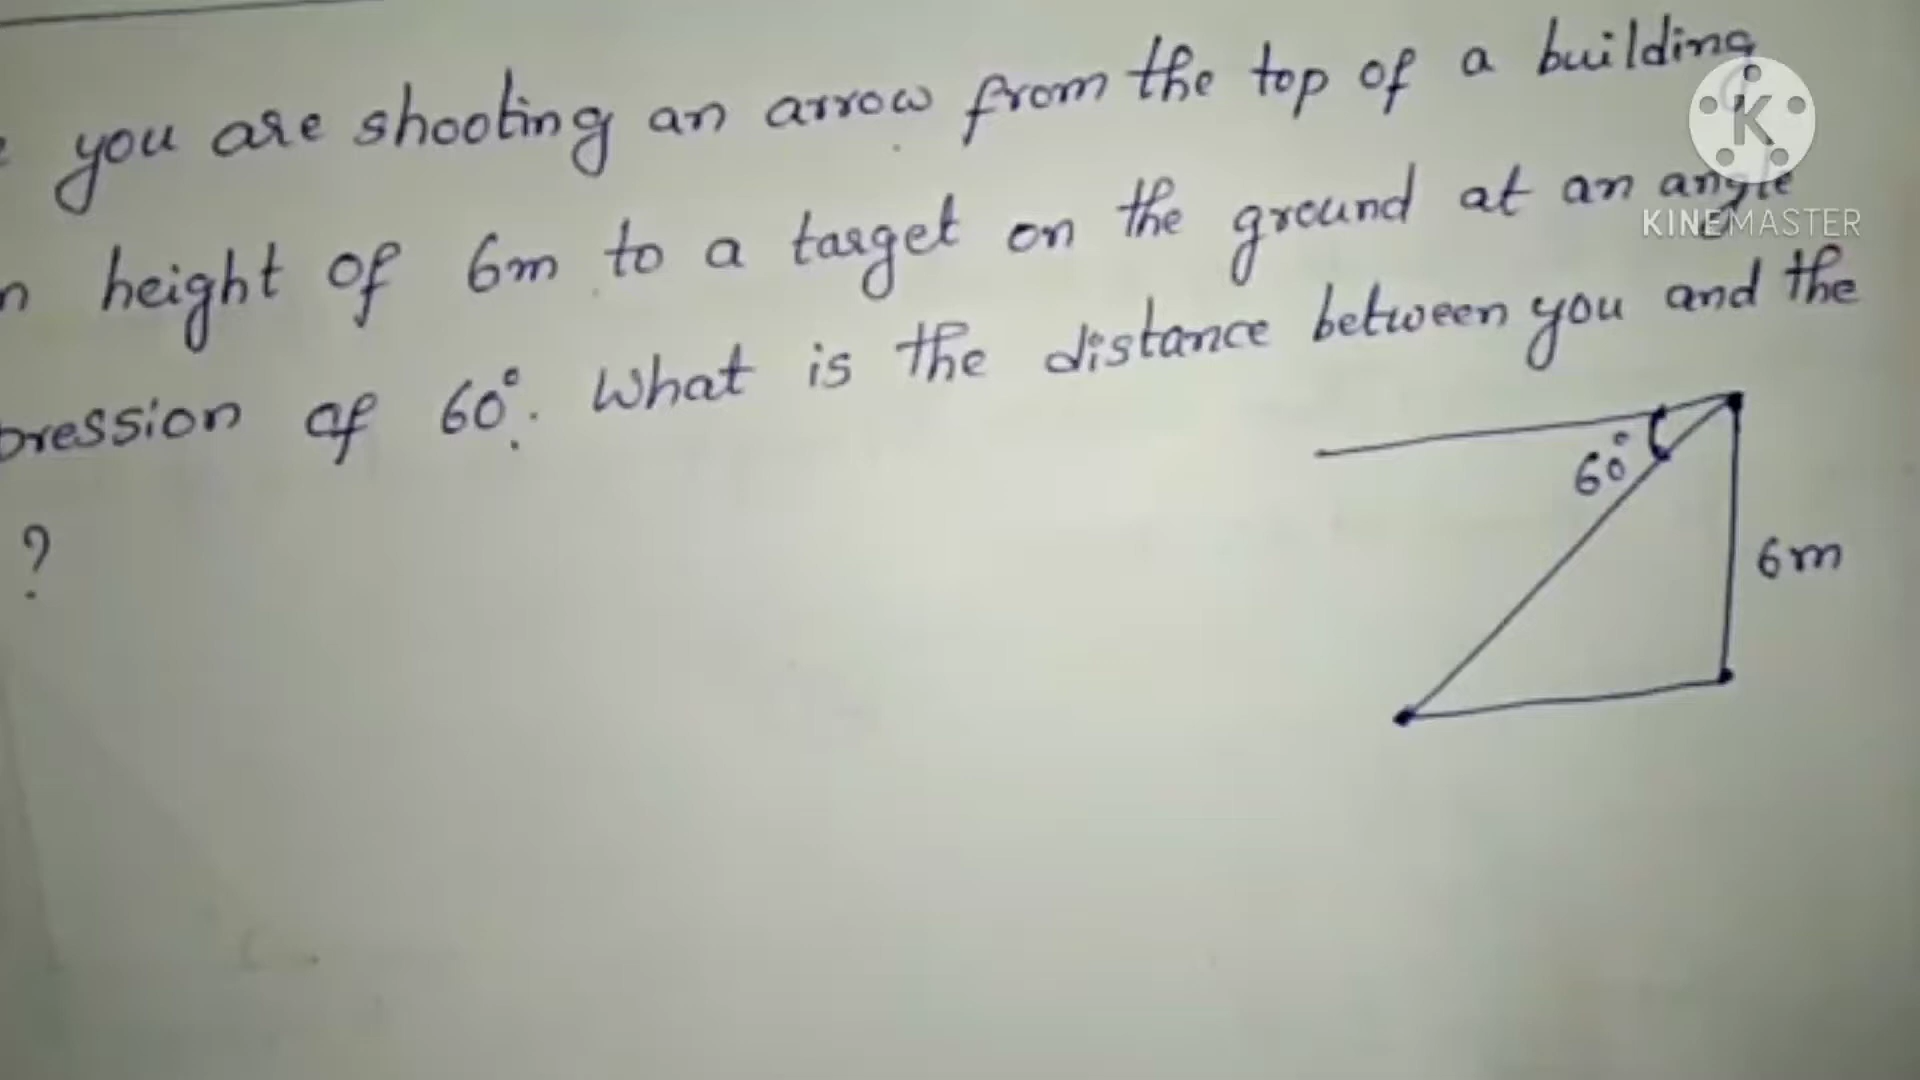 you are shooting an arrow from the top of a building
height of 6m to a target on the ground at an angle
pression of 60°. What is the distance between you and the
?
60°
6m
K
KINEMASTER